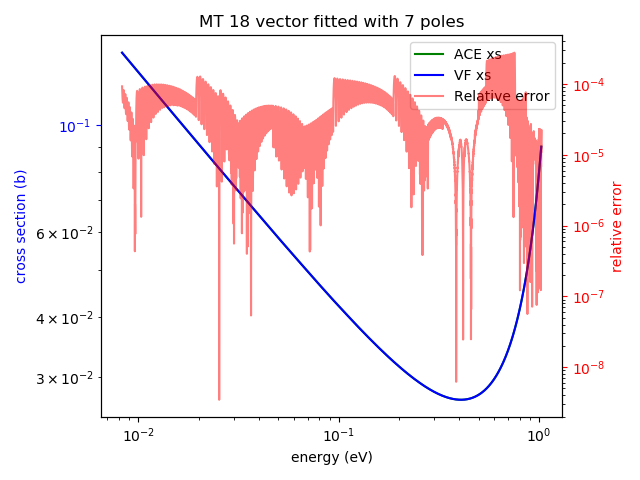 MT 18 vector fitted with 7 poles
ACE xs
VF xs
Relative error
cross section (b)
10⁻¹
6 × 10⁻²
4 × 10⁻²
3 × 10⁻²
10⁻⁴
10⁻⁵
10⁻⁶
10⁻⁷
10⁻⁸
relative error
10⁻² 10⁻¹ 10⁰
energy (eV)